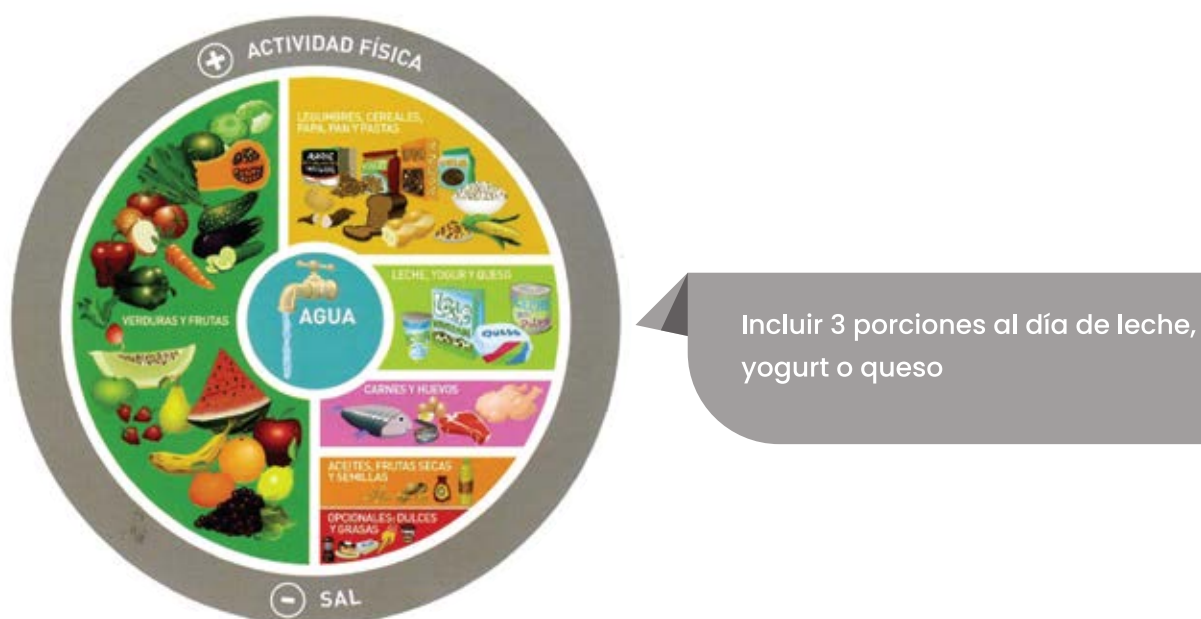 ACTIVIDAD FÍSICA
LEGUMBRES, CEREALES,
PAPA, PAN Y PASTAS
LECHE, YOGUR Y QUESO
VERDURAS Y FRUTAS
AGUA
QUESO
CARNES Y HUEVOS
ACEITES, FRUTAS SECAS
Y SEMILLAS
OPCIONALES: DULCES
Y GRASAS
SAL
Incluir 3 porciones al día de leche,
yogurt o queso